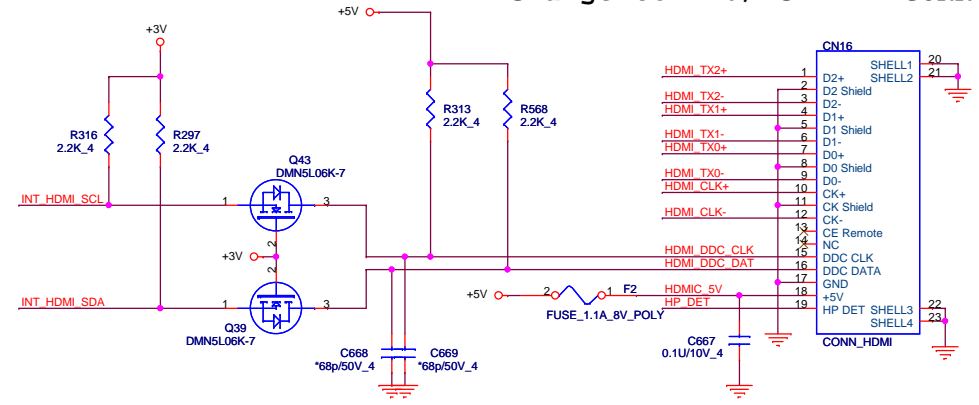 +5V
+3V
CN16
R316
2.2K_4
R297
2.2K_4
R313
2.2K_4
R568
2.2K_4
Q43
DMN5L06K-7
INT_HDMI_SCL
1
3
2
+3V
2
INT_HDMI_SDA
1
3
Q39
DMN5L06K-7
C668
*68p/50V_4
C669
*68p/50V_4
+5V
2
1
F2
FUSE_1.1A_8V_POLY
C667
0.1U/10V_4
HDMI_TX2+
HDMI_TX2-
HDMI_TX1+
HDMI_TX1-
HDMI_TX0+
HDMI_TX0-
HDMI_CLK+
HDMI_CLK-
HDMI_DDC_CLK
HDMI_DDC_DAT
HDMIC_5V
HP_DET
1 D2+
2 D2 Shield
3 D2-
4 D1+
5 D1 Shield
6 D1-
7 D0+
8 D0 Shield
9 D0-
10 CK+
11 CK Shield
12 CK-
13 CE Remote
14 NC
15 DDC CLK
16 DDC DATA
17 GND
18 +5V
19 HP DET
SHELL1 20
SHELL2 21
SHELL3 22
SHELL4 23
CONN_HDMI